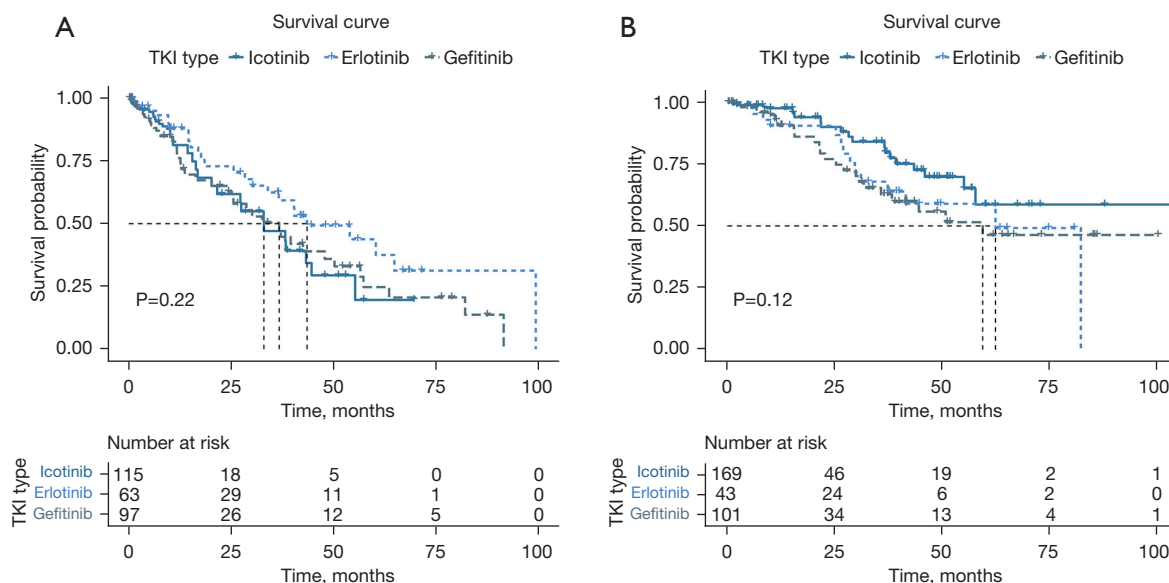 A
Survival curve
TKI type Icotinib Erlotinib Gefitinib
Survival probability
1.00
0.75
0.50
0.25
0.00
P=0.22
0 25 50 75 100
Time, months
Number at risk
TKI type
Icotinib 115 18 5 0 0
Erlotinib 63 29 11 1 0
Gefitinib 97 26 12 5 0
0 25 50 75 100
Time, months
B
Survival curve
TKI type Icotinib Erlotinib Gefitinib
Survival probability
1.00
0.75
0.50
0.25
0.00
P=0.12
0 25 50 75 100
Time, months
Number at risk
TKI type
Icotinib 169 46 19 2 1
Erlotinib 43 24 6 2 0
Gefitinib 101 34 13 4 1
0 25 50 75 100
Time, months